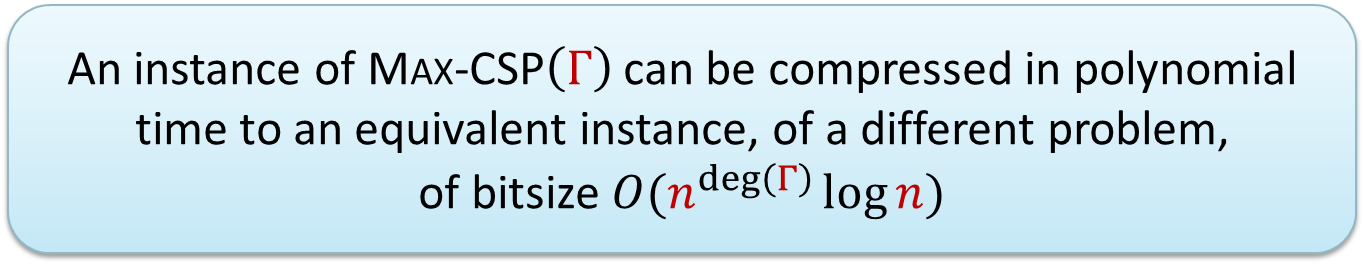 An instance of MAX-CSP(Γ) can be compressed in polynomial
time to an equivalent instance, of a different problem,
of bitsize O(n^deg(Γ) log n)